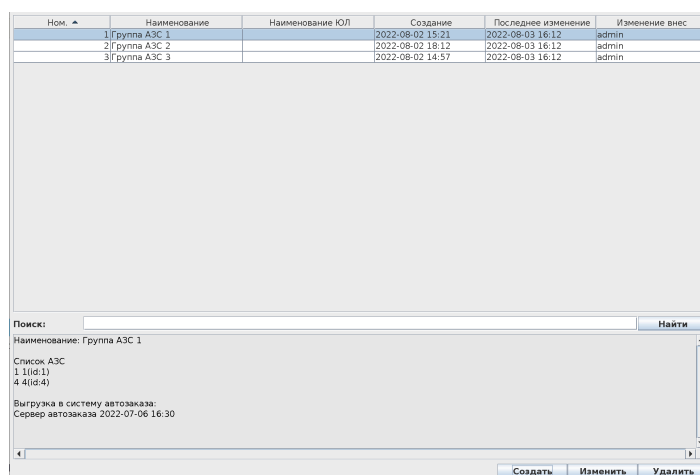 Ном. Наименование Наименование ЮЛ Создание Последнее изменение Изменение внес
1 Группа АЗС 1 2022-08-02 15:21 2022-08-03 16:12 admin
2 Группа АЗС 2 2022-08-02 18:12 2022-08-03 16:12 admin
3 Группа АЗС 3 2022-08-02 14:57 2022-08-03 16:12 admin
Поиск: Найти
Наименование: Группа АЗС 1
Список АЗС
1 1(id:1)
4 4(id:4)
Выгрузка в систему автозаказа:
Сервер автозаказа 2022-07-06 16:30
Создать Изменить Удалить